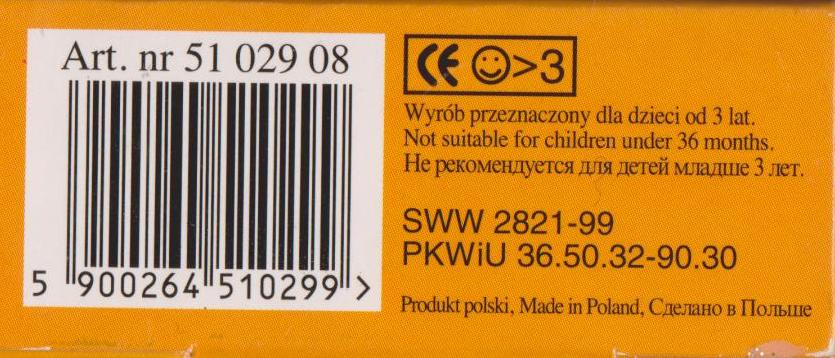 Art. nr 51 029 08
5 900264 510299 >
CE ☺>3
Wyrób przeznaczony dla dzieci od 3 lat.
Not suitable for children under 36 months.
Не рекомендуется для детей младше 3 лет.
SWW 2821-99
PKWiU 36.50.32-90.30
Produkt polski, Made in Poland, Сделано в Польше